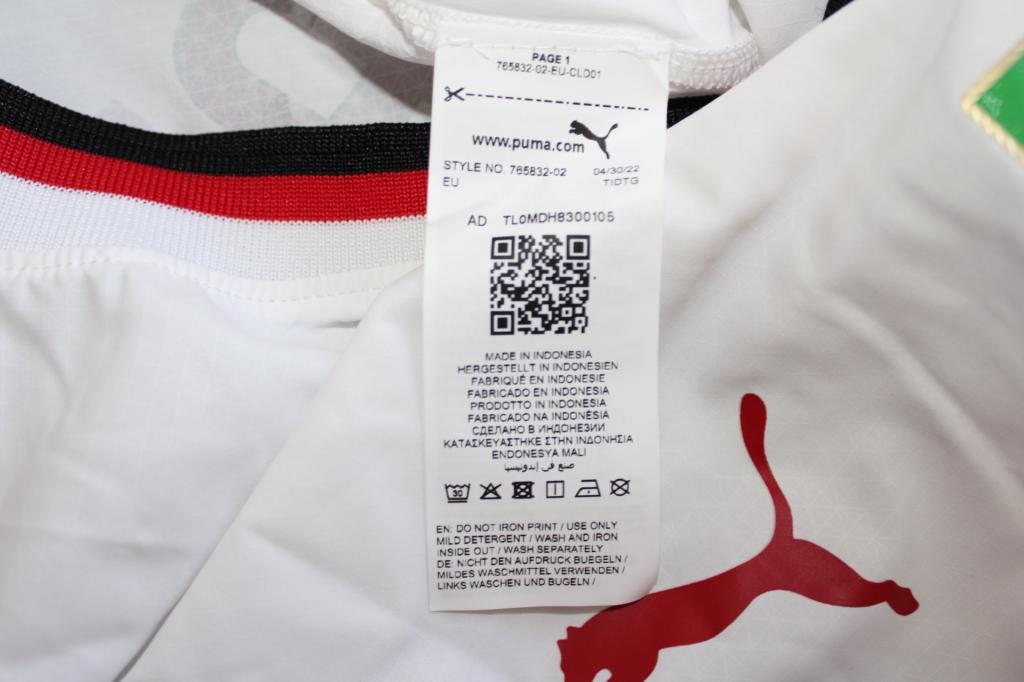 PAGE 1
765832-02-EU-CLD01
www.puma.com
STYLE NO. 765832-02 04/30/22
EU TIDTG
AD TL0MDH8300105
MADE IN INDONESIA
HERGESTELLT IN INDONESIEN
FABRIQUÉ EN INDONESIE
FABRICADO EN INDONESIA
PRODOTTO IN INDONESIA
FABRICADO NA INDONÉSIA
СДЕЛАНО В ИНДОНЕЗИИ
ΚΑΤΑΣΚΕΥΑΣΤΗΚΕ ΣΤΗΝ ΙΝΔΟΝΗΣΙΑ
ENDONESYA MALI
صنع في إندونيسيا
30
EN: DO NOT IRON PRINT / USE ONLY
MILD DETERGENT / WASH AND IRON
INSIDE OUT / WASH SEPARATELY
DE: NICHT DEN AUFDRUCK BUEGELN /
MILDES WASCHMITTEL VERWENDEN /
LINKS WASCHEN UND BUGELN /